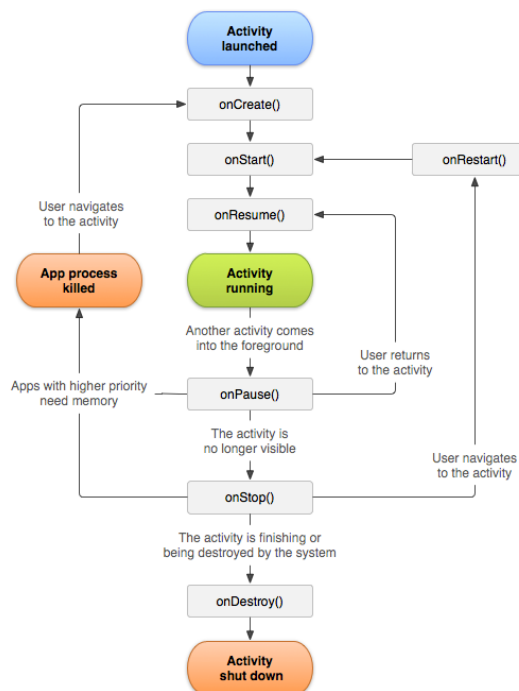 Activity
launched
onCreate()
onStart()
onRestart()
User navigates
to the activity
onResume()
App process
killed
Activity
running
Another activity comes
into the foreground
User returns
to the activity
Apps with higher priority
need memory
onPause()
The activity is
no longer visible
User navigates
to the activity
onStop()
The activity is finishing or
being destroyed by the system
onDestroy()
Activity
shut down